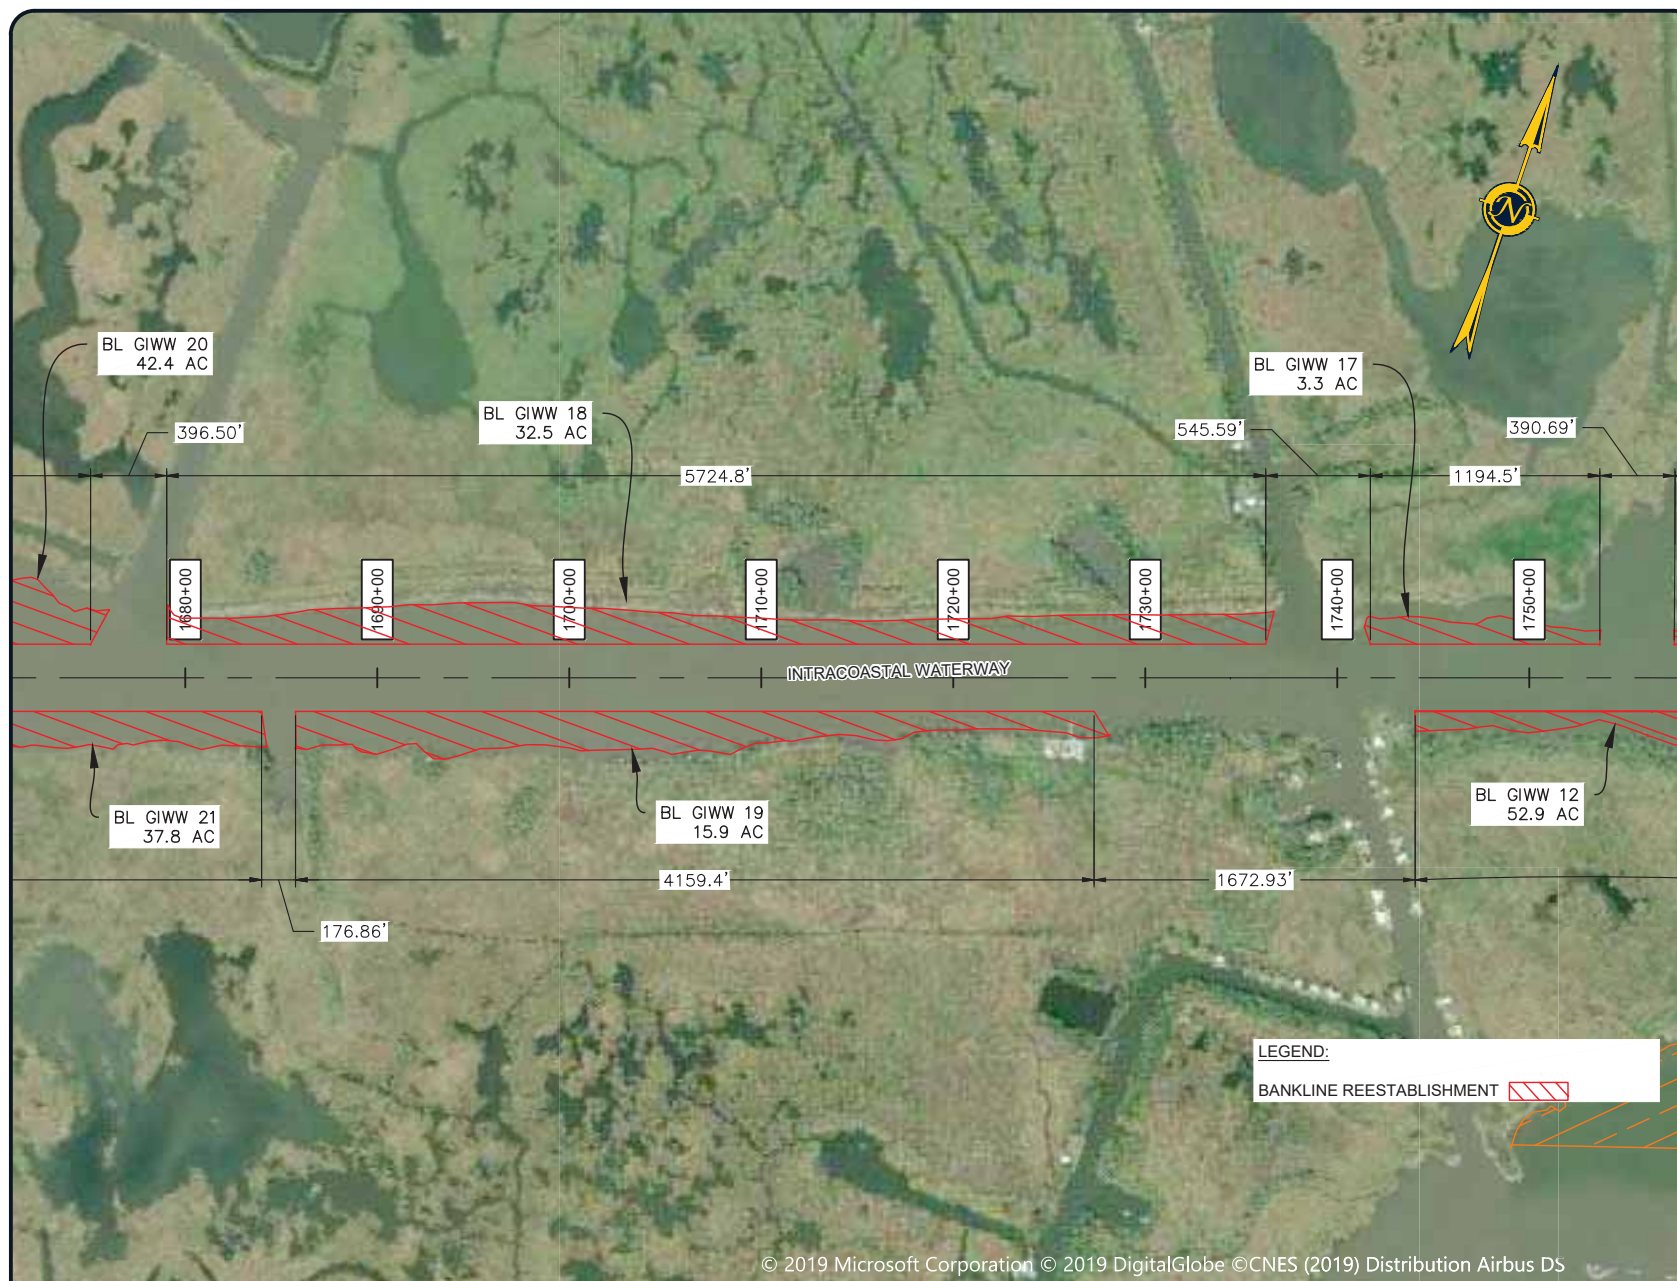 N
BL GIWW 20
42.4 AC
396.50'
BL GIWW 18
32.5 AC
BL GIWW 17
3.3 AC
545.59'
390.69'
5724.8'
1194.5'
1680+00
1690+00
1700+00
1710+00
1720+00
1730+00
1740+00
1750+00
INTRACOASTAL WATERWAY
BL GIWW 21
37.8 AC
BL GIWW 19
15.9 AC
BL GIWW 12
52.9 AC
4159.4'
1672.93'
176.86'
LEGEND:
BANKLINE REESTABLISHMENT
© 2019 Microsoft Corporation © 2019 DigitalGlobe ©CNES (2019) Distribution Airbus DS